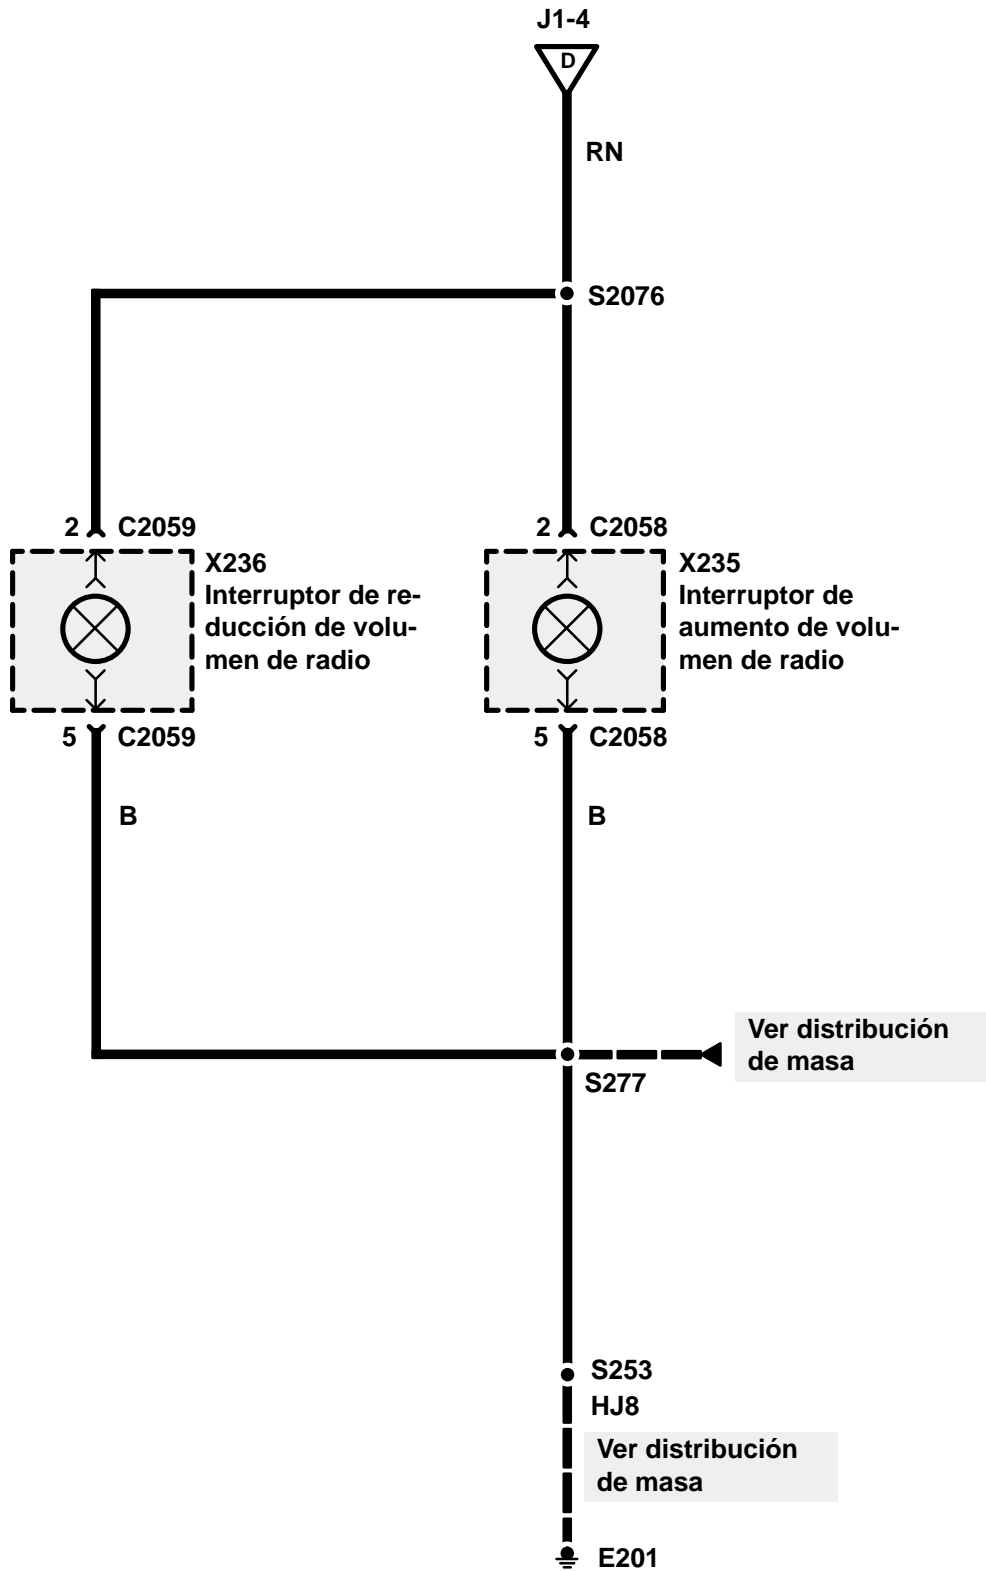 J1-4
D
RN
S2076
2 C2059
2 C2058
X236
Interruptor de re-
ducción de volu-
men de radio
X235
Interruptor de
aumento de volu-
men de radio
5 C2059
5 C2058
B
B
Ver distribución
de masa
S277
S253
HJ8
Ver distribución
de masa
E201